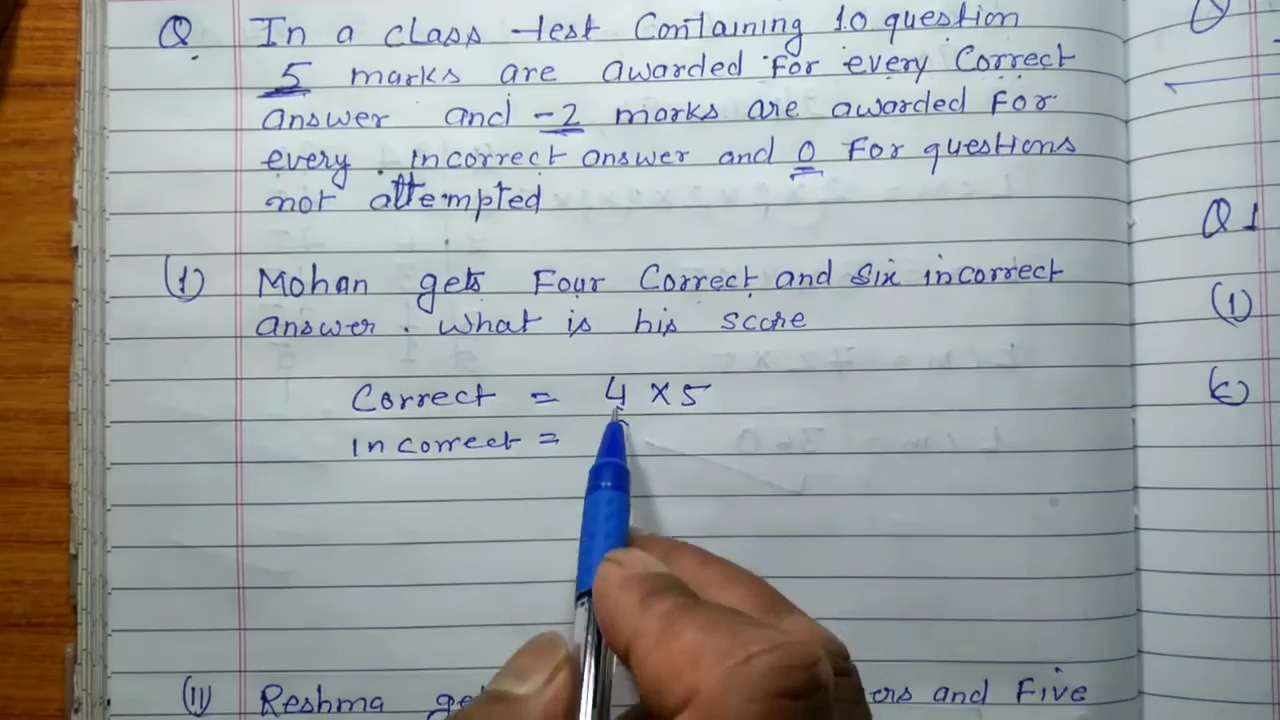 Q In a class test Containing 10 question
5 marks are awarded for every Correct
answer and -2 marks are awarded For
every incorrect answer and 0 For questions
not attempted
(1) Mohan gets Four Correct and six incorrect
answer. What is his score
Correct = 4 × 5
Incorrect =
(II) Reshma and Five
Q 1
(1)